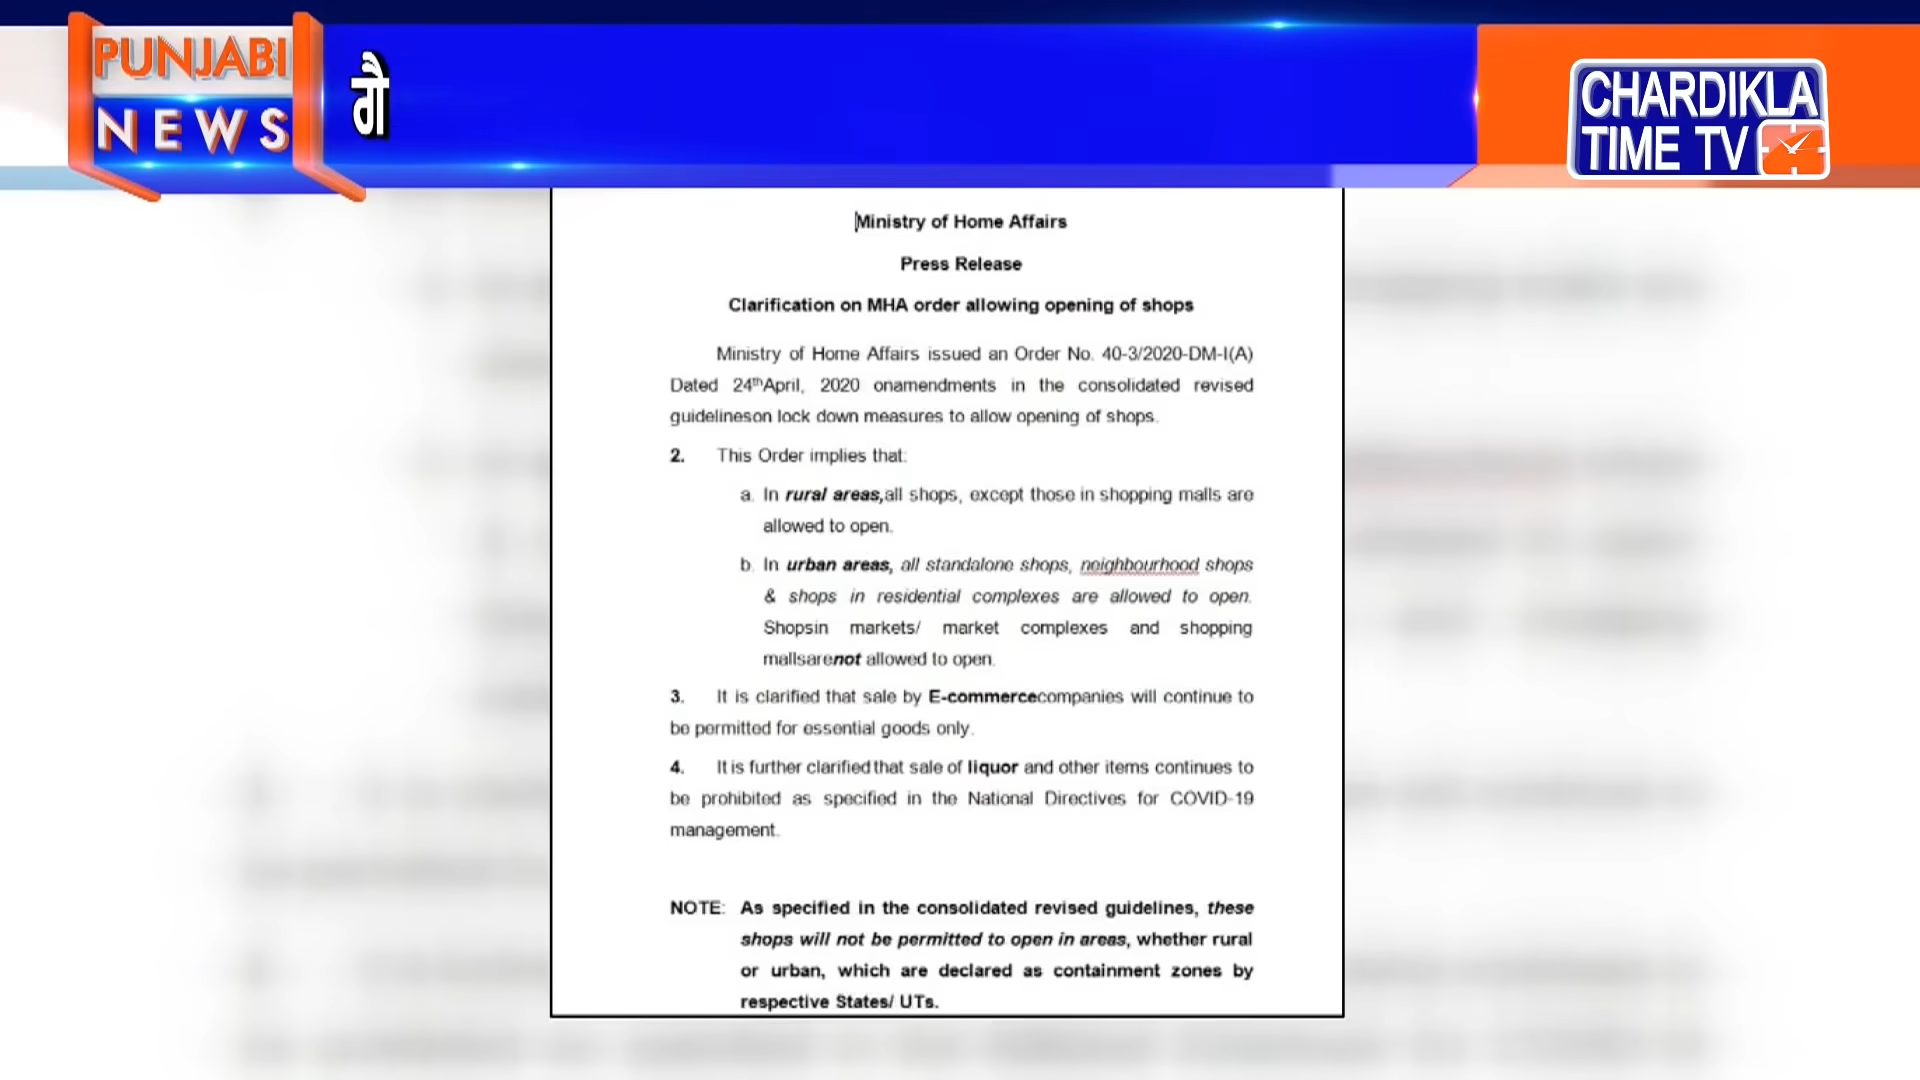 PUNJABI
NEWS
ਗੌ
CHARDIKLA
TIME TV
Ministry of Home Affairs
Press Release
Clarification on MHA order allowing opening of shops
Ministry of Home Affairs issued an Order No. 40-3/2020-DM-I(A)
Dated 24thApril, 2020 onamendments in the consolidated revised
guidelineson lock down measures to allow opening of shops.
2. This Order implies that:
a. In rural areas,all shops, except those in shopping malls are
allowed to open.
b. In urban areas, all standalone shops, neighbourhood shops
& shops in residential complexes are allowed to open.
Shopsin markets/ market complexes and shopping
mallsarenot allowed to open.
3. It is clarified that sale by E-commercecompanies will continue to
be permitted for essential goods only.
4. It is further clarified that sale of liquor and other items continues to
be prohibited as specified in the National Directives for COVID-19
management.
NOTE: As specified in the consolidated revised guidelines, these
shops will not be permitted to open in areas, whether rural
or urban, which are declared as containment zones by
respective States/ UTs.